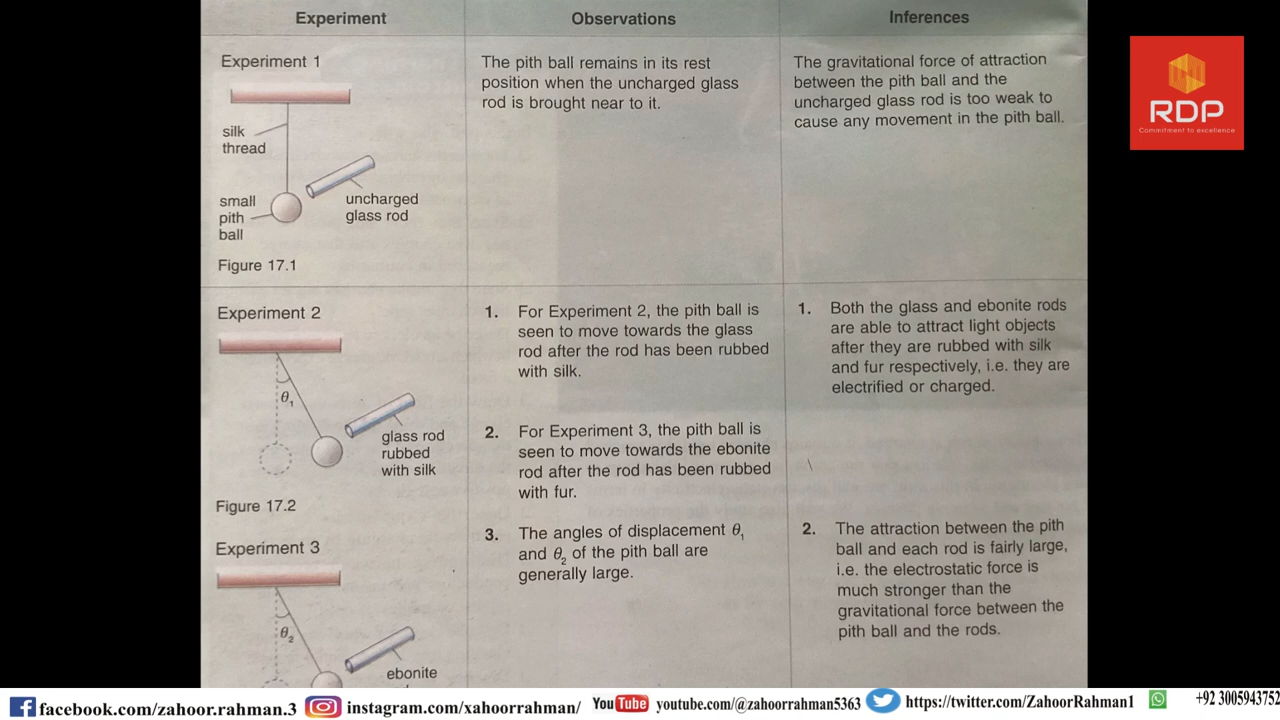 Experiment
Observations
Inferences
Experiment 1
silk
thread
small
pith
ball
uncharged
glass rod
Figure 17.1
The pith ball remains in its rest
position when the uncharged glass
rod is brought near to it.
The gravitational force of attraction
between the pith ball and the
uncharged glass rod is too weak to
cause any movement in the pith ball.
Experiment 2
θ1
glass rod
rubbed
with silk
Figure 17.2
1. For Experiment 2, the pith ball is
seen to move towards the glass
rod after the rod has been rubbed
with silk.
1. Both the glass and ebonite rods
are able to attract light objects
after they are rubbed with silk
and fur respectively, i.e. they are
electrified or charged.
2. For Experiment 3, the pith ball is
seen to move towards the ebonite
rod after the rod has been rubbed
with fur.
Experiment 3
θ2
ebonite
3. The angles of displacement θ1
and θ2 of the pith ball are
generally large.
2. The attraction between the pith
ball and each rod is fairly large,
i.e. the electrostatic force is
much stronger than the
gravitational force between the
pith ball and the rods.
RDP
Commitment to excellence
facebook.com/zahoor.rahman.3
instagram.com/xahoorrahman/
YouTube youtube.com/@zahoorrahman5363
https://twitter.com/ZahoorRahman1
+92 3005943752